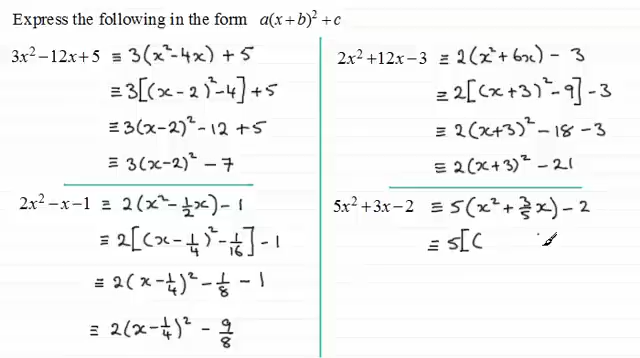 Express the following in the form a(x+b)²+c
3x²−12x+5 ≡ 3(x²−4x) + 5
≡ 3[(x−2)²−4]+5
≡ 3(x−2)² −12 +5
≡ 3(x−2)² − 7
2x²−x−1 ≡ 2(x²−1/2x) − 1
≡ 2[(x−1/4)²−1/16]−1
≡ 2(x−1/4)² − 1/8 − 1
≡ 2(x−1/4)² − 9/8
2x²+12x−3 ≡ 2(x²+6x) − 3
≡ 2[(x+3)²−9]−3
≡ 2(x+3)² −18 −3
≡ 2(x+3)² − 21
5x²+3x−2 ≡ 5(x²+3/5x)−2
≡ 5[(